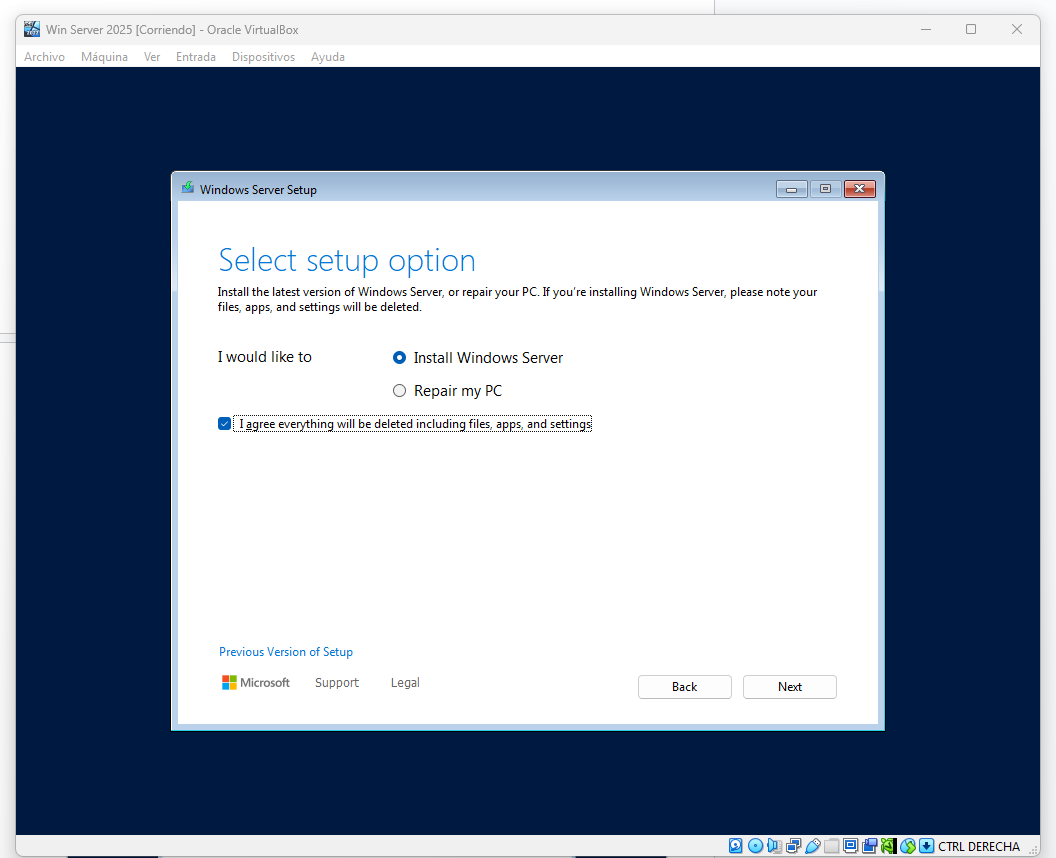 Win Server 2025 [Corriendo] - Oracle VirtualBox
Archivo Máquina Ver Entrada Dispositivos Ayuda
Windows Server Setup
Select setup option
Install the latest version of Windows Server, or repair your PC. If you're installing Windows Server, please note your
files, apps, and settings will be deleted.
I would like to
Install Windows Server
Repair my PC
I agree everything will be deleted including files, apps, and settings
Previous Version of Setup
Microsoft Support Legal
Back Next
CTRL DERECHA